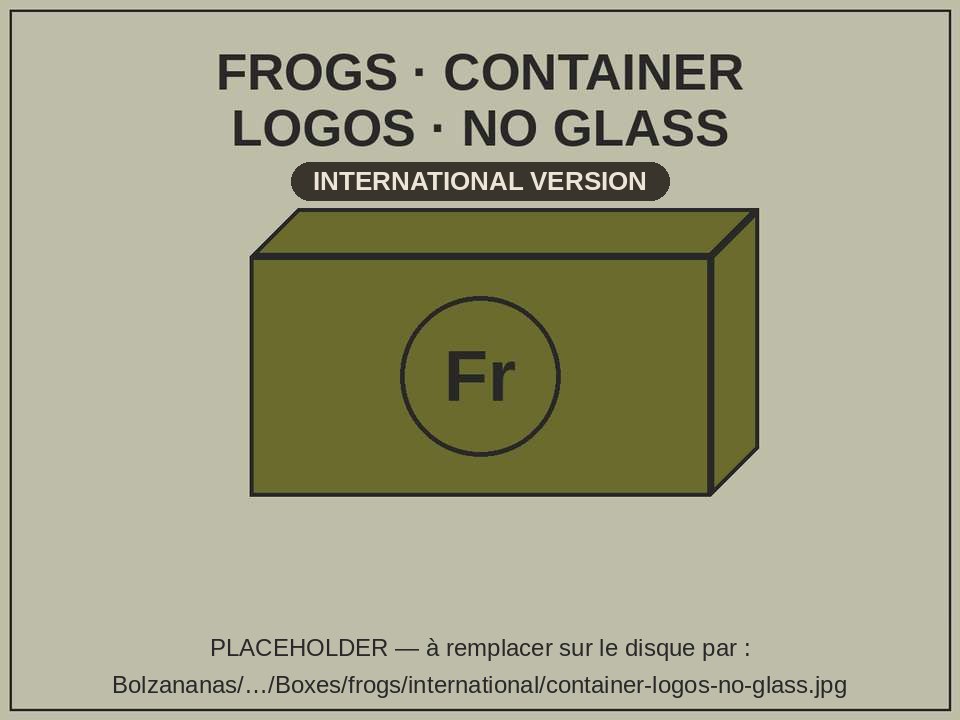 FROGS · CONTAINER
LOGOS · NO GLASS
INTERNATIONAL VERSION
Fr
PLACEHOLDER — à remplacer sur le disque par :
Bolzananas/…/Boxes/frogs/international/container-logos-no-glass.jpg